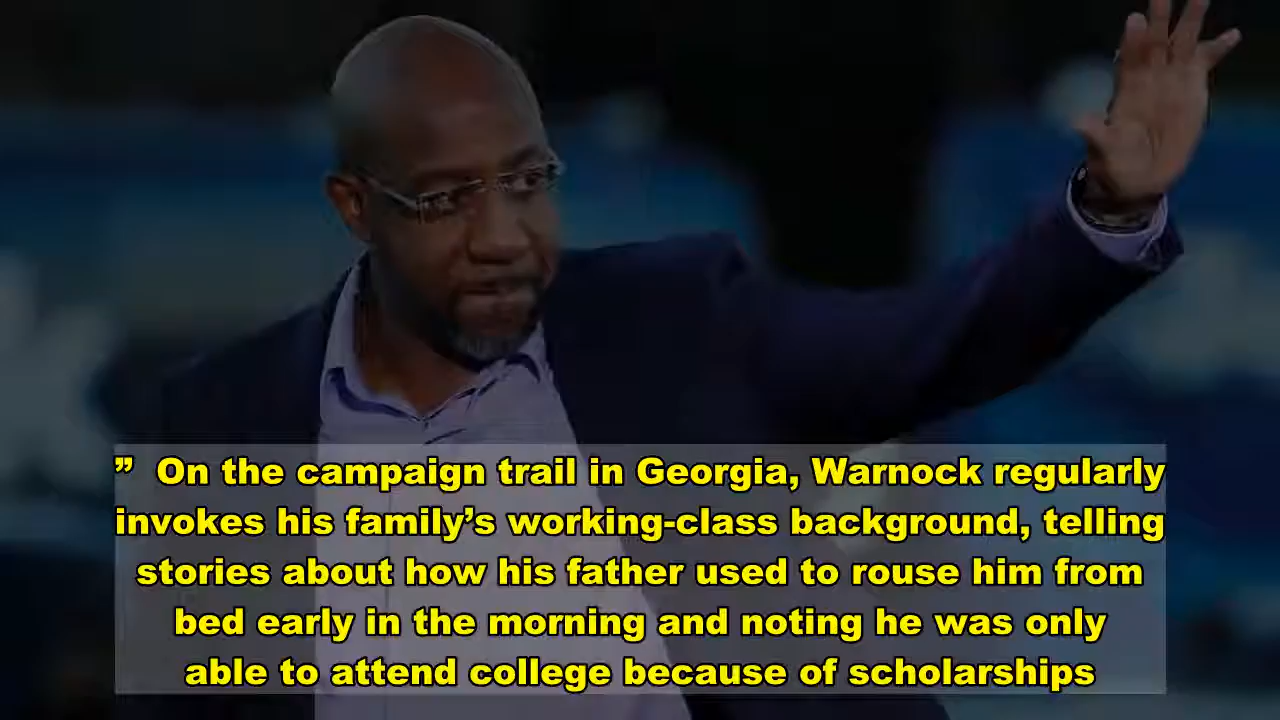 ”  On the campaign trail in Georgia, Warnock regularly
invokes his family’s working-class background, telling
stories about how his father used to rouse him from
bed early in the morning and noting he was only
able to attend college because of scholarships